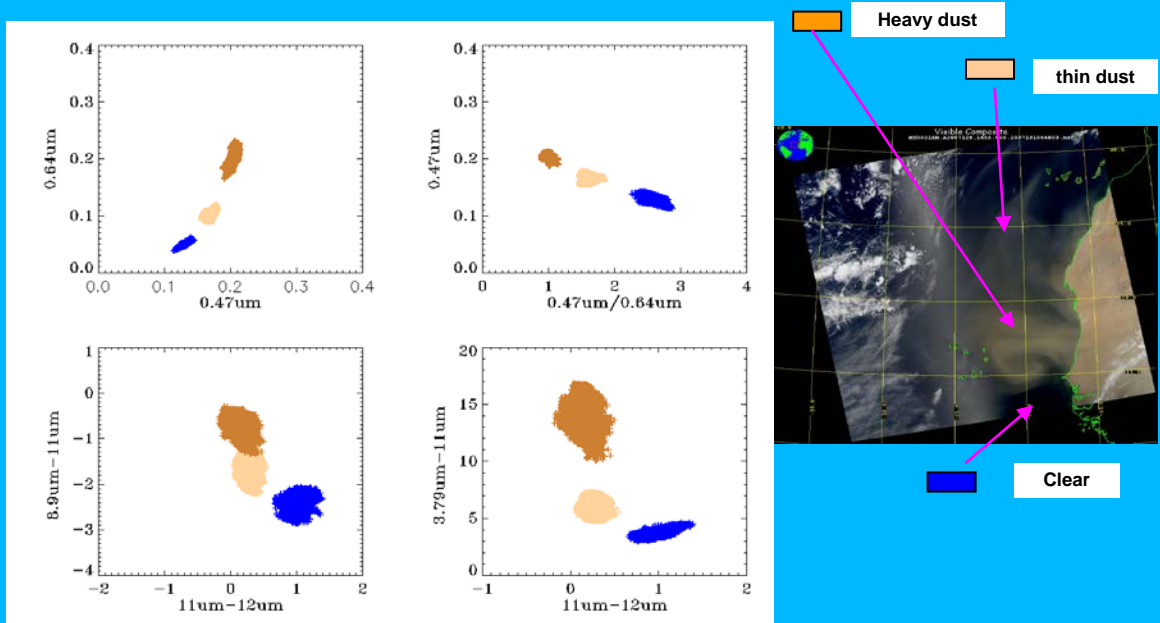 Heavy dust
thin dust
0.4
0.3
0.2
0.1
0.0
0.64um
0.0 0.1 0.2 0.3 0.4
0.47um
0.4
0.3
0.2
0.1
0.0
0.47um
0 1 2 3 4
0.47um/0.64um
1
0
−1
−2
−3
−4
8.9um−11um
−2 −1 0 1 2
11um−12um
20
15
10
5
0
3.79um−11um
−1 0 1 2
11um−12um
Visible Composite
Clear